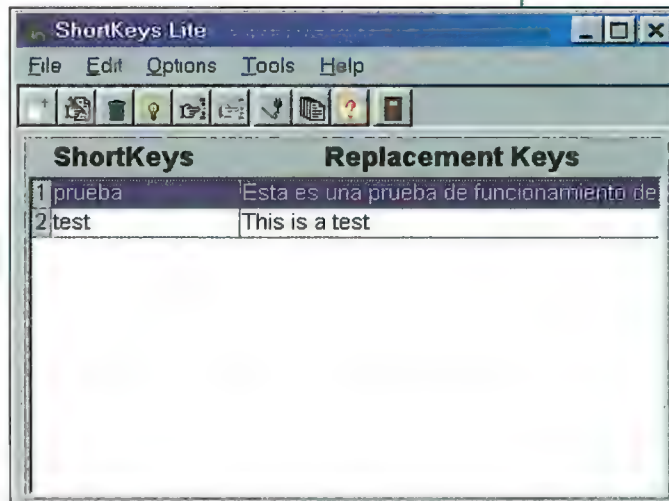 ShortKeys Lite
File Edit Options Tools Help
ShortKeys Replacement Keys
1 prueba Esta es una prueba de funcionamiento de
2 test This is a test